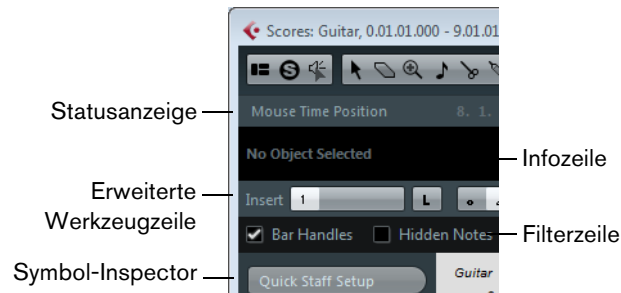 Scores: Guitar, 0.01.01.000 - 9.01.01
Statusanzeige
Mouse Time Position 8. 1.
No Object Selected
Infozeile
Erweiterte
Werkzeugzeile
Insert 1 L
Bar Handles Hidden Notes
Filterzeile
Symbol-Inspector
Quick Staff Setup
Guitar